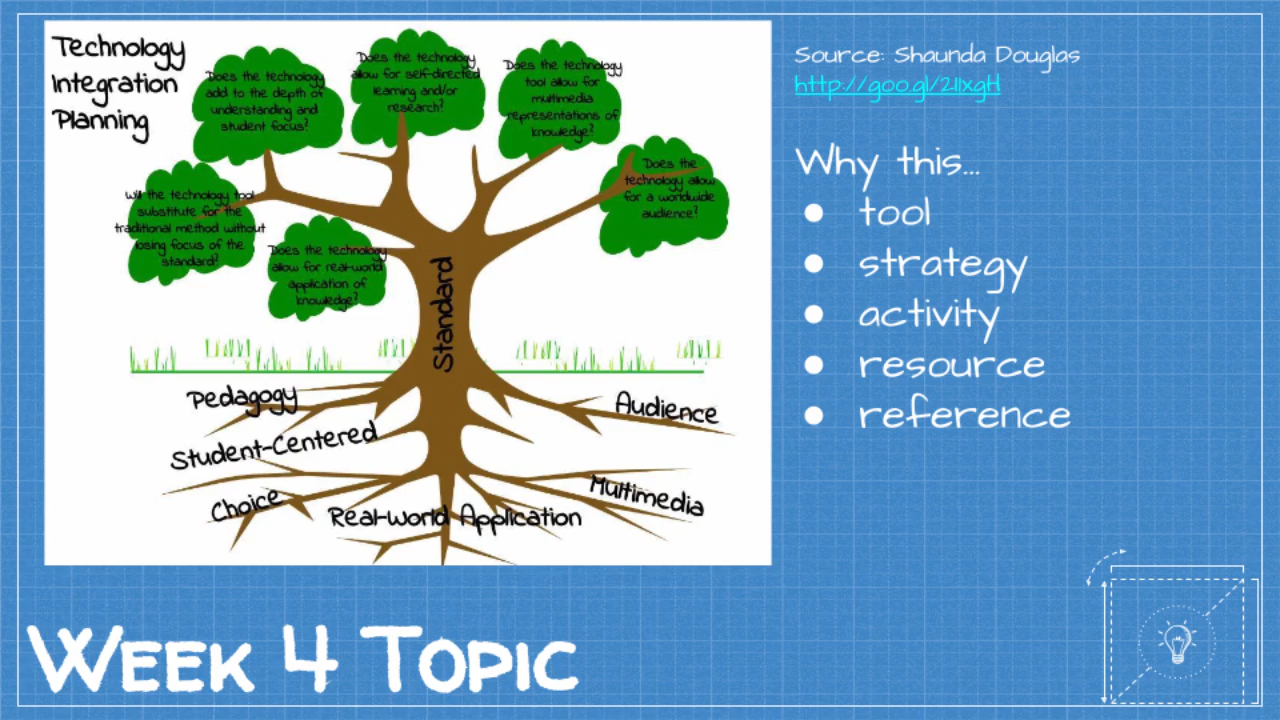 Technology
Integration
Planning
Does the technology
add to the depth of
understanding and
student focus?
Does the technology
allow for self-directed
learning and/or
research?
Does the technology
tool allow for
multimedia
representations of
knowledge?
Does the
technology allow
for a worldwide
audience?
Will the technology tool
substitute for the
traditional method without
losing focus of the
standard?
Does the technology
allow for real-world
application of
knowledge?
Standard
Pedagogy
Student-Centered
Choice
Real-world Application
Multimedia
Audience
Source: Shaunda Douglas
Why this...
● tool
● strategy
● activity
● resource
● reference
Week 4 Topic